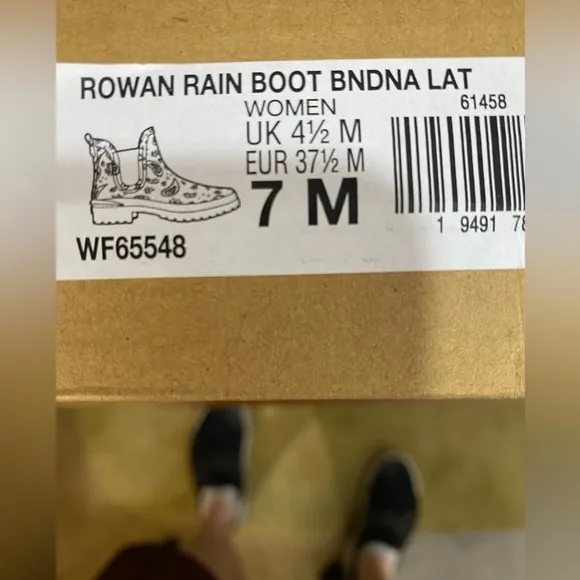 ROWAN RAIN BOOT BNDNA LAT
WOMEN
61458
UK 4½ M
EUR 37½ M
7 M
1 9491 78
WF65548